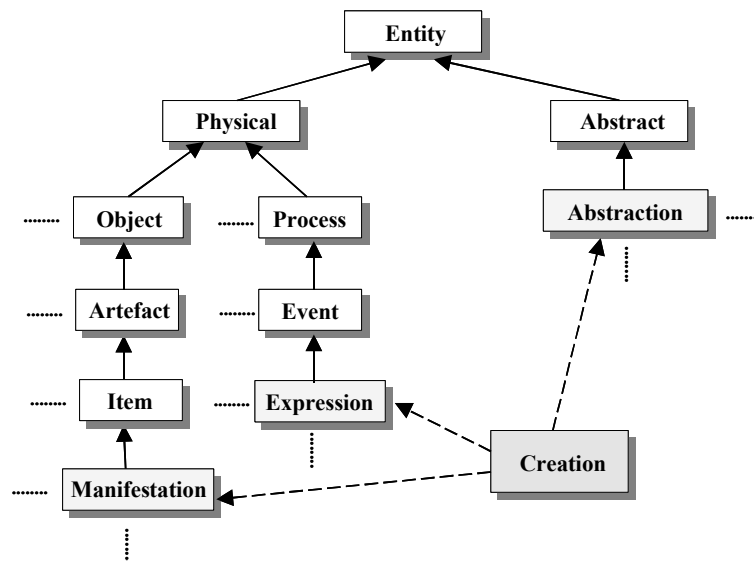 Entity
Physical
Abstract
Object
Process
Abstraction
Artefact
Event
Item
Expression
Creation
Manifestation